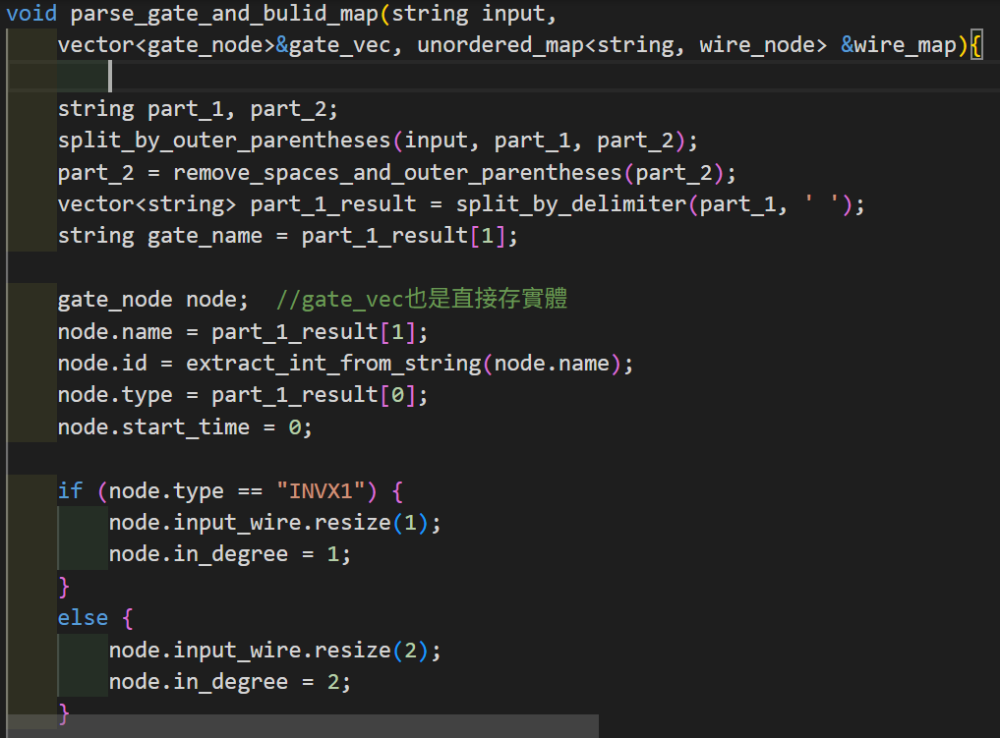 void parse_gate_and_bulid_map(string input,
    vector<gate_node>&gate_vec, unordered_map<string, wire_node> &wire_map){
    string part_1, part_2;
    split_by_outer_parentheses(input, part_1, part_2);
    part_2 = remove_spaces_and_outer_parentheses(part_2);
    vector<string> part_1_result = split_by_delimiter(part_1, ' ');
    string gate_name = part_1_result[1];
    gate_node node;  //gate_vec也是直接存實體
    node.name = part_1_result[1];
    node.id = extract_int_from_string(node.name);
    node.type = part_1_result[0];
    node.start_time = 0;
    if (node.type == "INVX1") {
        node.input_wire.resize(1);
        node.in_degree = 1;
    }
    else {
        node.input_wire.resize(2);
        node.in_degree = 2;
    }